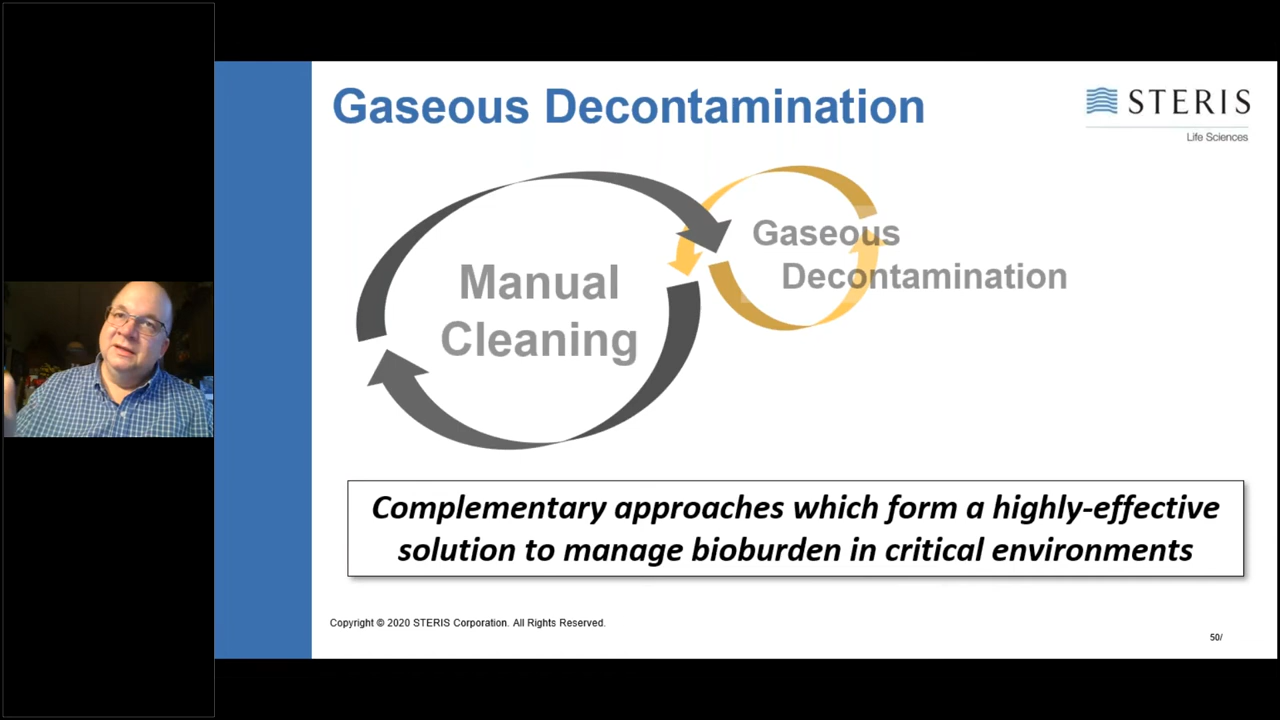 Gaseous Decontamination
STERIS
Life Sciences
Manual
Cleaning
Gaseous
Decontamination
Complementary approaches which form a highly-effective
solution to manage bioburden in critical environments
Copyright © 2020 STERIS Corporation. All Rights Reserved.
50/